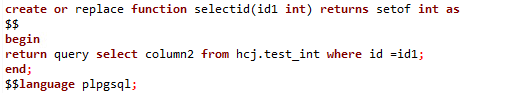 create or replace function selectid(id1 int) returns setof int as
$$
begin
return query select column2 from hcj.test_int where id =id1;
end;
$$language plpgsql;